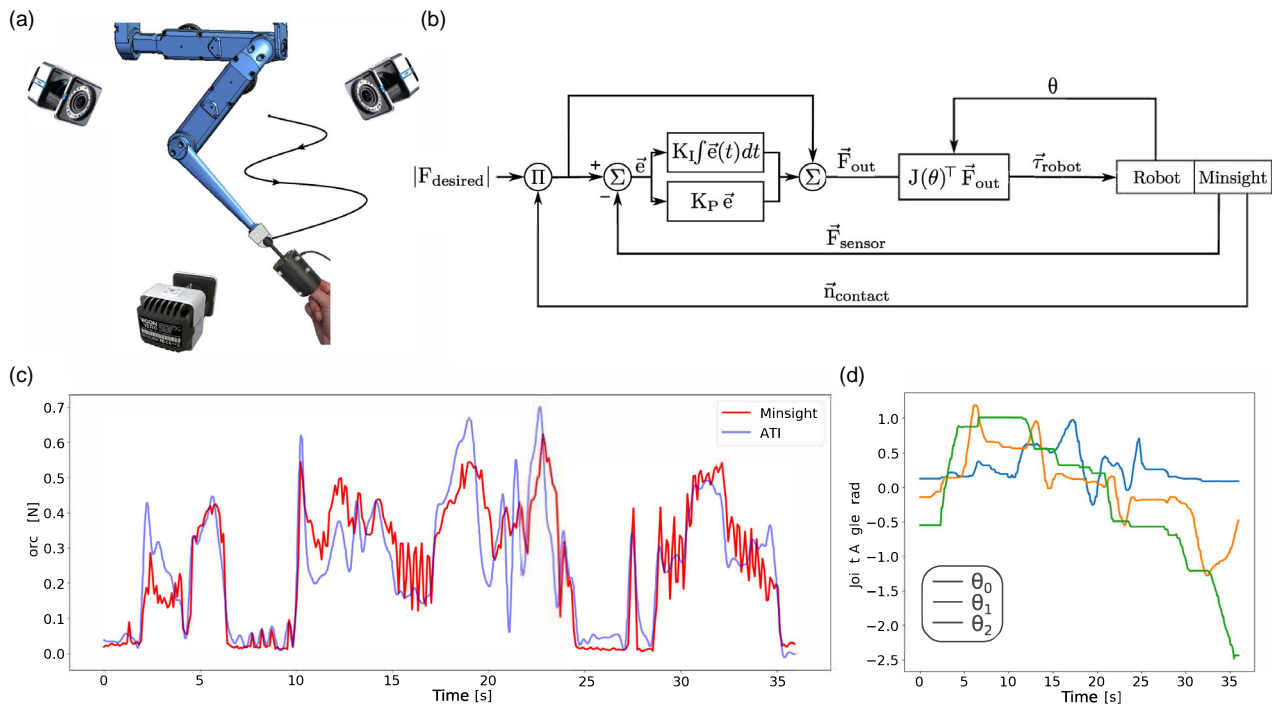 (a)
(b)
θ
K_I∫e⃗(t)dt
|F_desired|
Π
+
Σ
−
e⃗
K_P e⃗
Σ
F⃗_out
J(θ)^⊤ F⃗_out
τ⃗_robot
Robot
Minsight
F⃗_sensor
n⃗_contact
(c)
Minsight
ATI
orc [N]
0.7
0.6
0.5
0.4
0.3
0.2
0.1
0.0
0 5 10 15 20 25 30 35
Time [s]
(d)
Joi t A gle rad
1.0
0.5
0.0
−0.5
−1.0
−1.5
−2.0
−2.5
θ_0
θ_1
θ_2
0 5 10 15 20 25 30 35
Time [s]